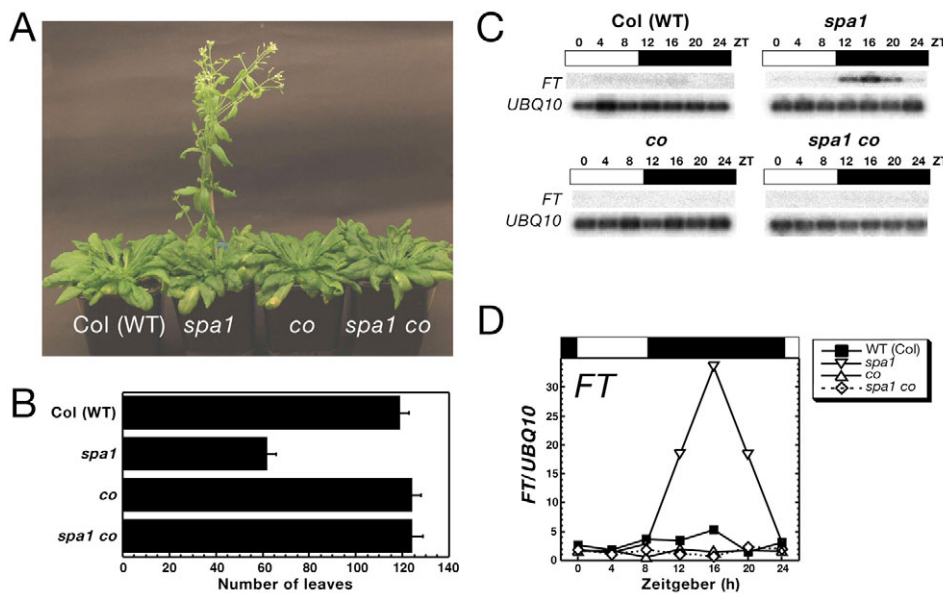 A
Col (WT) spa1 co spa1 co
B
Col (WT)
spa1
co
spa1 co
0 20 40 60 80 100 120 140
Number of leaves
C
Col (WT)
0 4 8 12 16 20 24 ZT
FT
UBQ10
spa1
0 4 8 12 16 20 24 ZT
co
0 4 8 12 16 20 24 ZT
FT
UBQ10
spa1 co
0 4 8 12 16 20 24 ZT
D
FT
FT/UBQ10
30
25
20
15
10
5
0
0 4 8 12 16 20 24
Zeitgeber (h)
WT (Col)
spa1
co
spa1 co